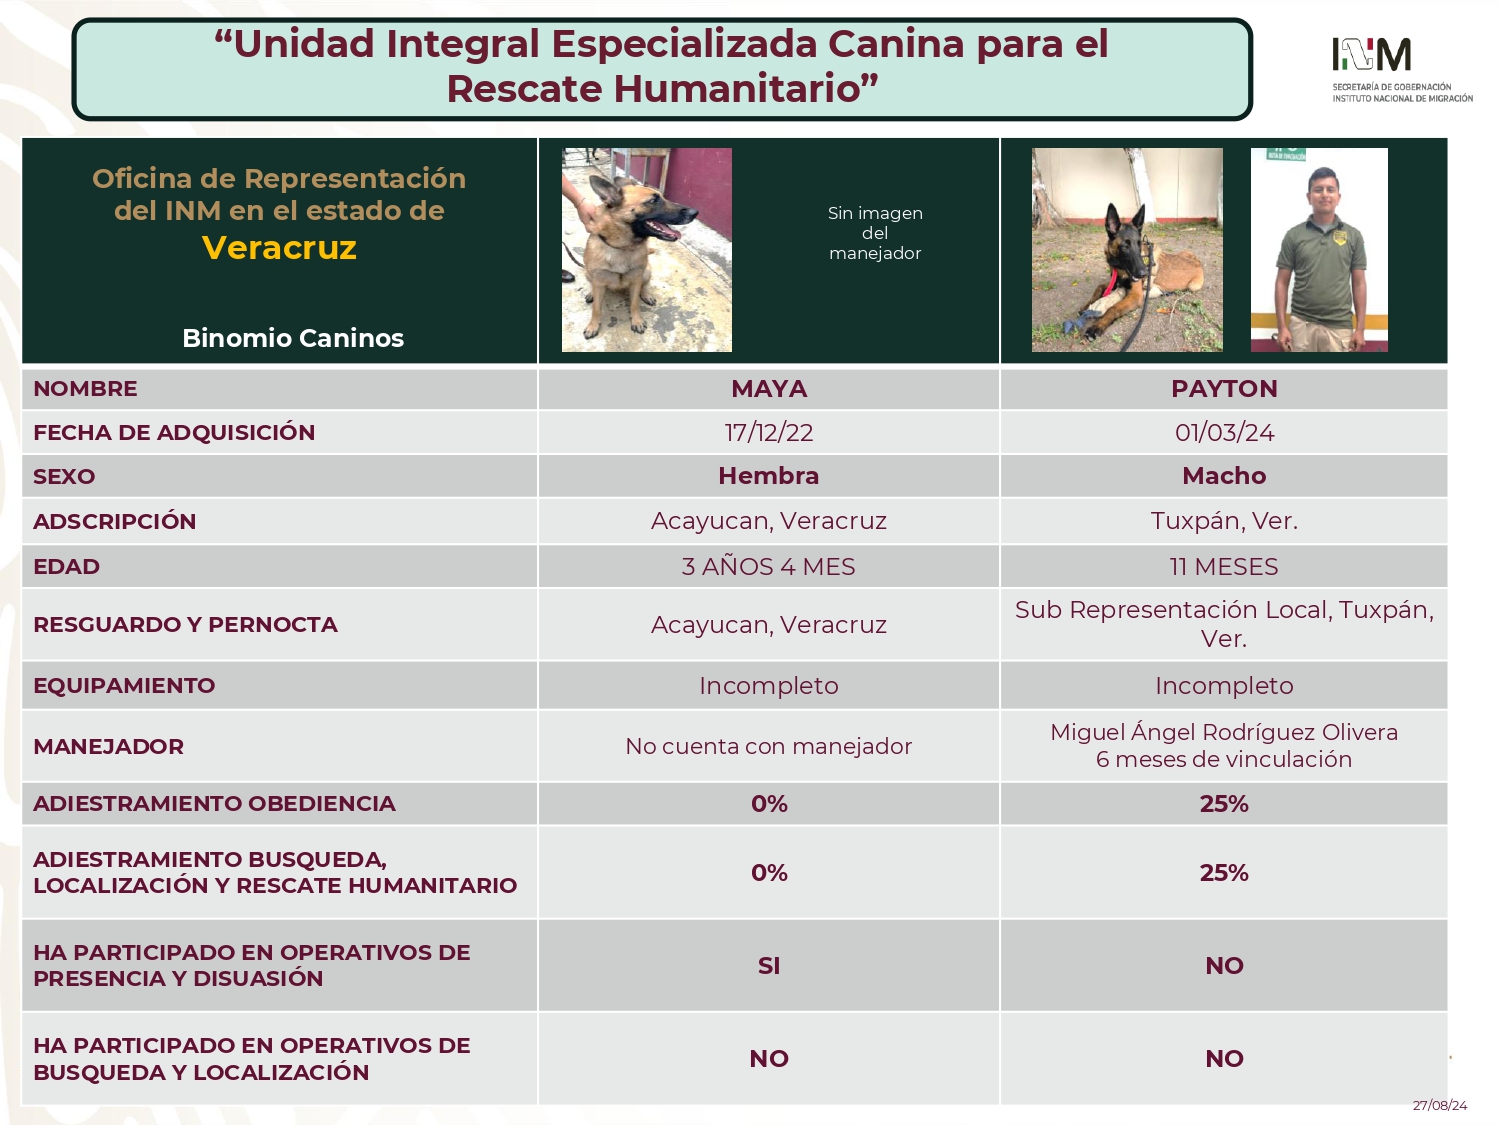 “Unidad Integral Especializada Canina para el
Rescate Humanitario”
INM
SECRETARÍA DE GOBERNACIÓN
INSTITUTO NACIONAL DE MIGRACIÓN
Oficina de Representación
del INM en el estado de
Veracruz
Binomio Caninos
Sin imagen
del
manejador
NOMBRE
MAYA
PAYTON
FECHA DE ADQUISICIÓN
17/12/22
01/03/24
SEXO
Hembra
Macho
ADSCRIPCIÓN
Acayucan, Veracruz
Tuxpán, Ver.
EDAD
3 AÑOS 4 MES
11 MESES
RESGUARDO Y PERNOCTA
Acayucan, Veracruz
Sub Representación Local, Tuxpán,
Ver.
EQUIPAMIENTO
Incompleto
Incompleto
MANEJADOR
No cuenta con manejador
Miguel Ángel Rodríguez Olivera
6 meses de vinculación
ADIESTRAMIENTO OBEDIENCIA
0%
25%
ADIESTRAMIENTO BUSQUEDA,
LOCALIZACIÓN Y RESCATE HUMANITARIO
0%
25%
HA PARTICIPADO EN OPERATIVOS DE
PRESENCIA Y DISUASIÓN
SI
NO
HA PARTICIPADO EN OPERATIVOS DE
BUSQUEDA Y LOCALIZACIÓN
NO
NO
27/08/24